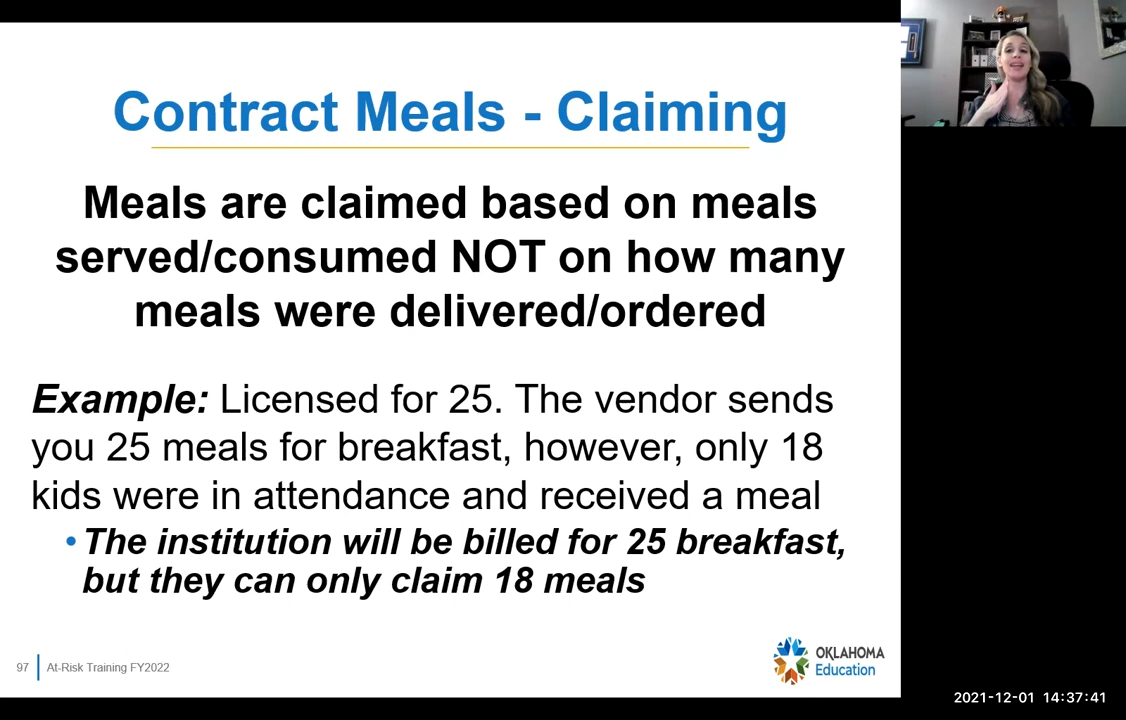 Contract Meals - Claiming
Meals are claimed based on meals
served/consumed NOT on how many
meals were delivered/ordered
Example: Licensed for 25. The vendor sends
you 25 meals for breakfast, however, only 18
kids were in attendance and received a meal
• The institution will be billed for 25 breakfast,
but they can only claim 18 meals
97
At-Risk Training FY2022
OKLAHOMA
Education
2021-12-01 14:37:41